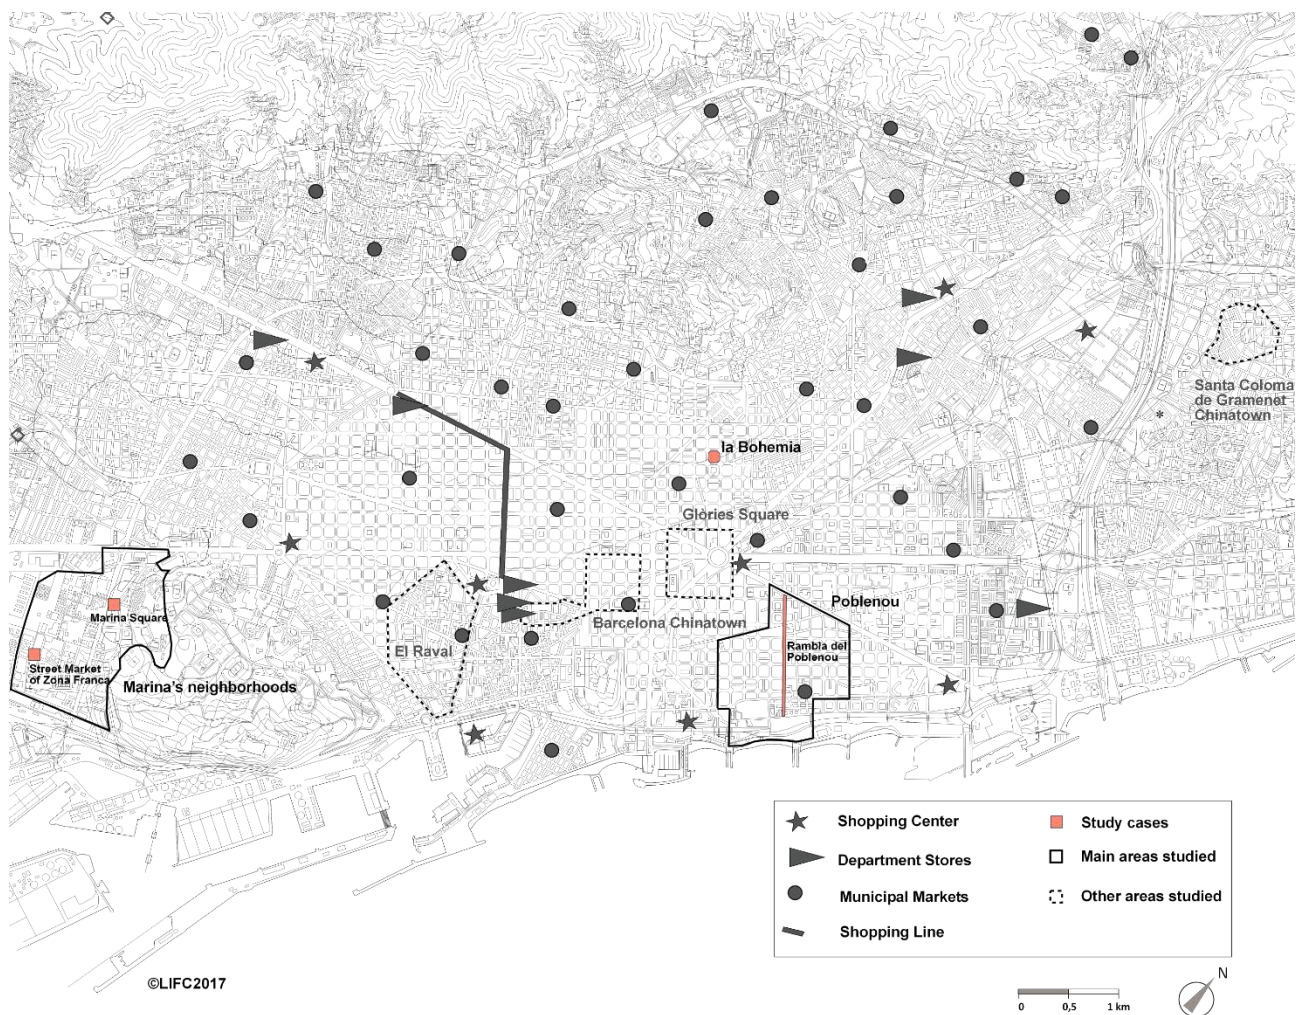 Santa Coloma
de Gramenet
Chinatown
*
la Bohemia
Glòries Square
Marina Square
Street Market
of Zona Franca
Marina's neighborhoods
El Raval
Barcelona Chinatown
Poblenou
Rambla del
Poblenou
Shopping Center
Department Stores
Municipal Markets
Shopping Line
Study cases
Main areas studied
Other areas studied
©LIFC2017
0 0,5 1 km
N